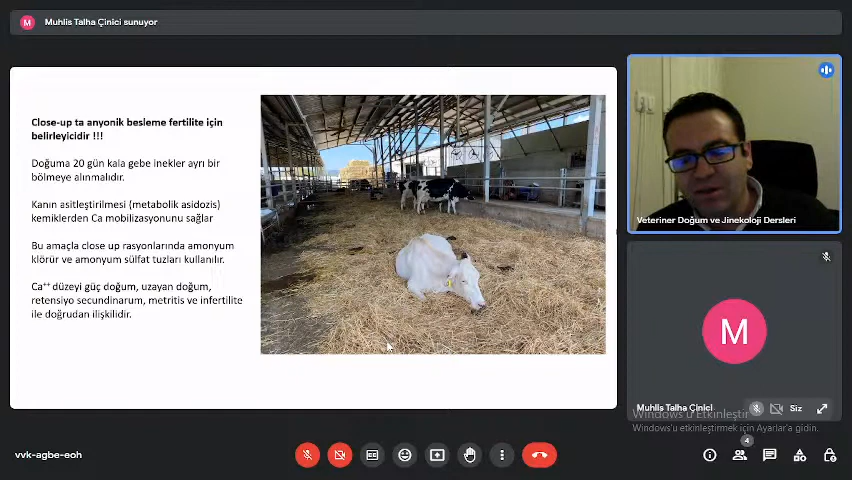 M
Muhlis Talha Çinici sunuyor
Close-up ta anyonik besleme fertilite için
belirleyicidir !!!
Doğuma 20 gün kala gebe inekler ayrı bir
bölmeye alınmalıdır.
Kanın asitleştirilmesi (metabolik asidozis)
kemiklerden Ca mobilizasyonunu sağlar
Bu amaçla close up rasyonlarında amonyum
klörür ve amonyum sülfat tuzları kullanılır.
Ca⁺⁺ düzeyi güç doğum, uzayan doğum,
retensiyo secundinarum, metritis ve infertilite
ile doğrudan ilişkilidir.
Veteriner Doğum ve Jinekoloji Dersleri
M
Muhlis Talha Çinici
Siz
Windows'u Etkinleştir
Windows'u etkinleştirmek için Ayarlar'a gidin.
vvk-agbe-eoh
4